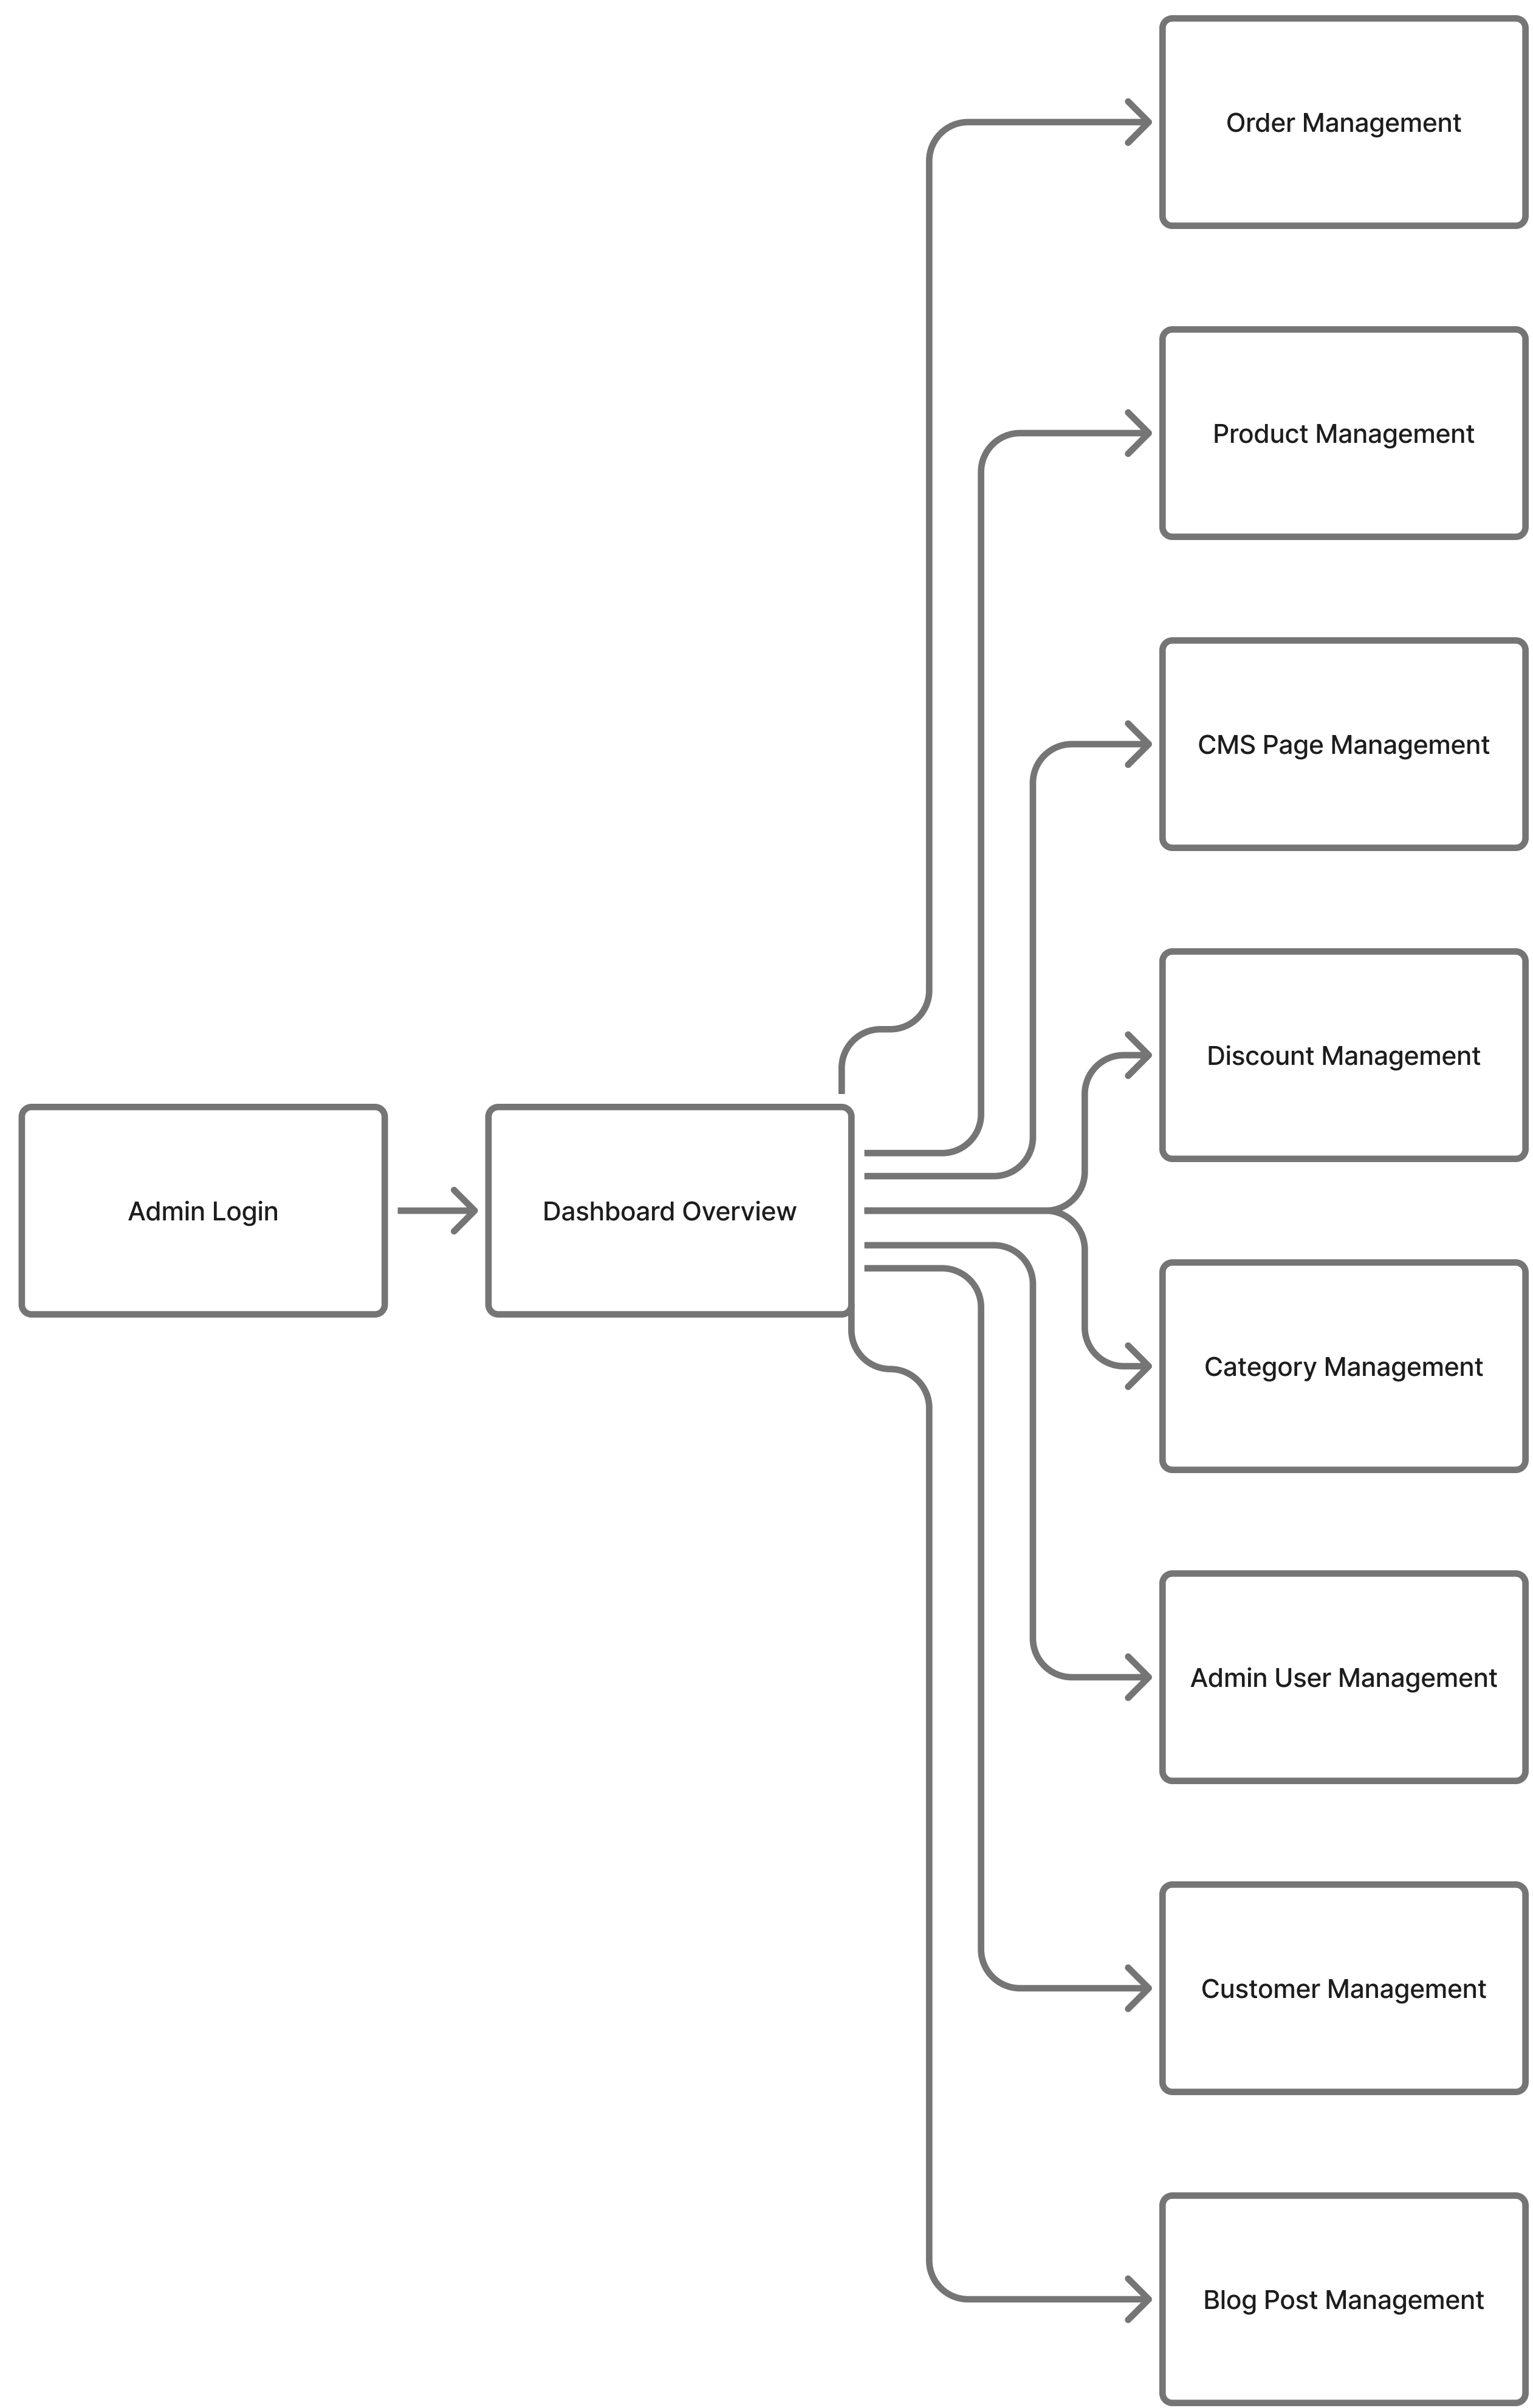 Admin Login
Dashboard Overview
Order Management
Product Management
CMS Page Management
Discount Management
Category Management
Admin User Management
Customer Management
Blog Post Management